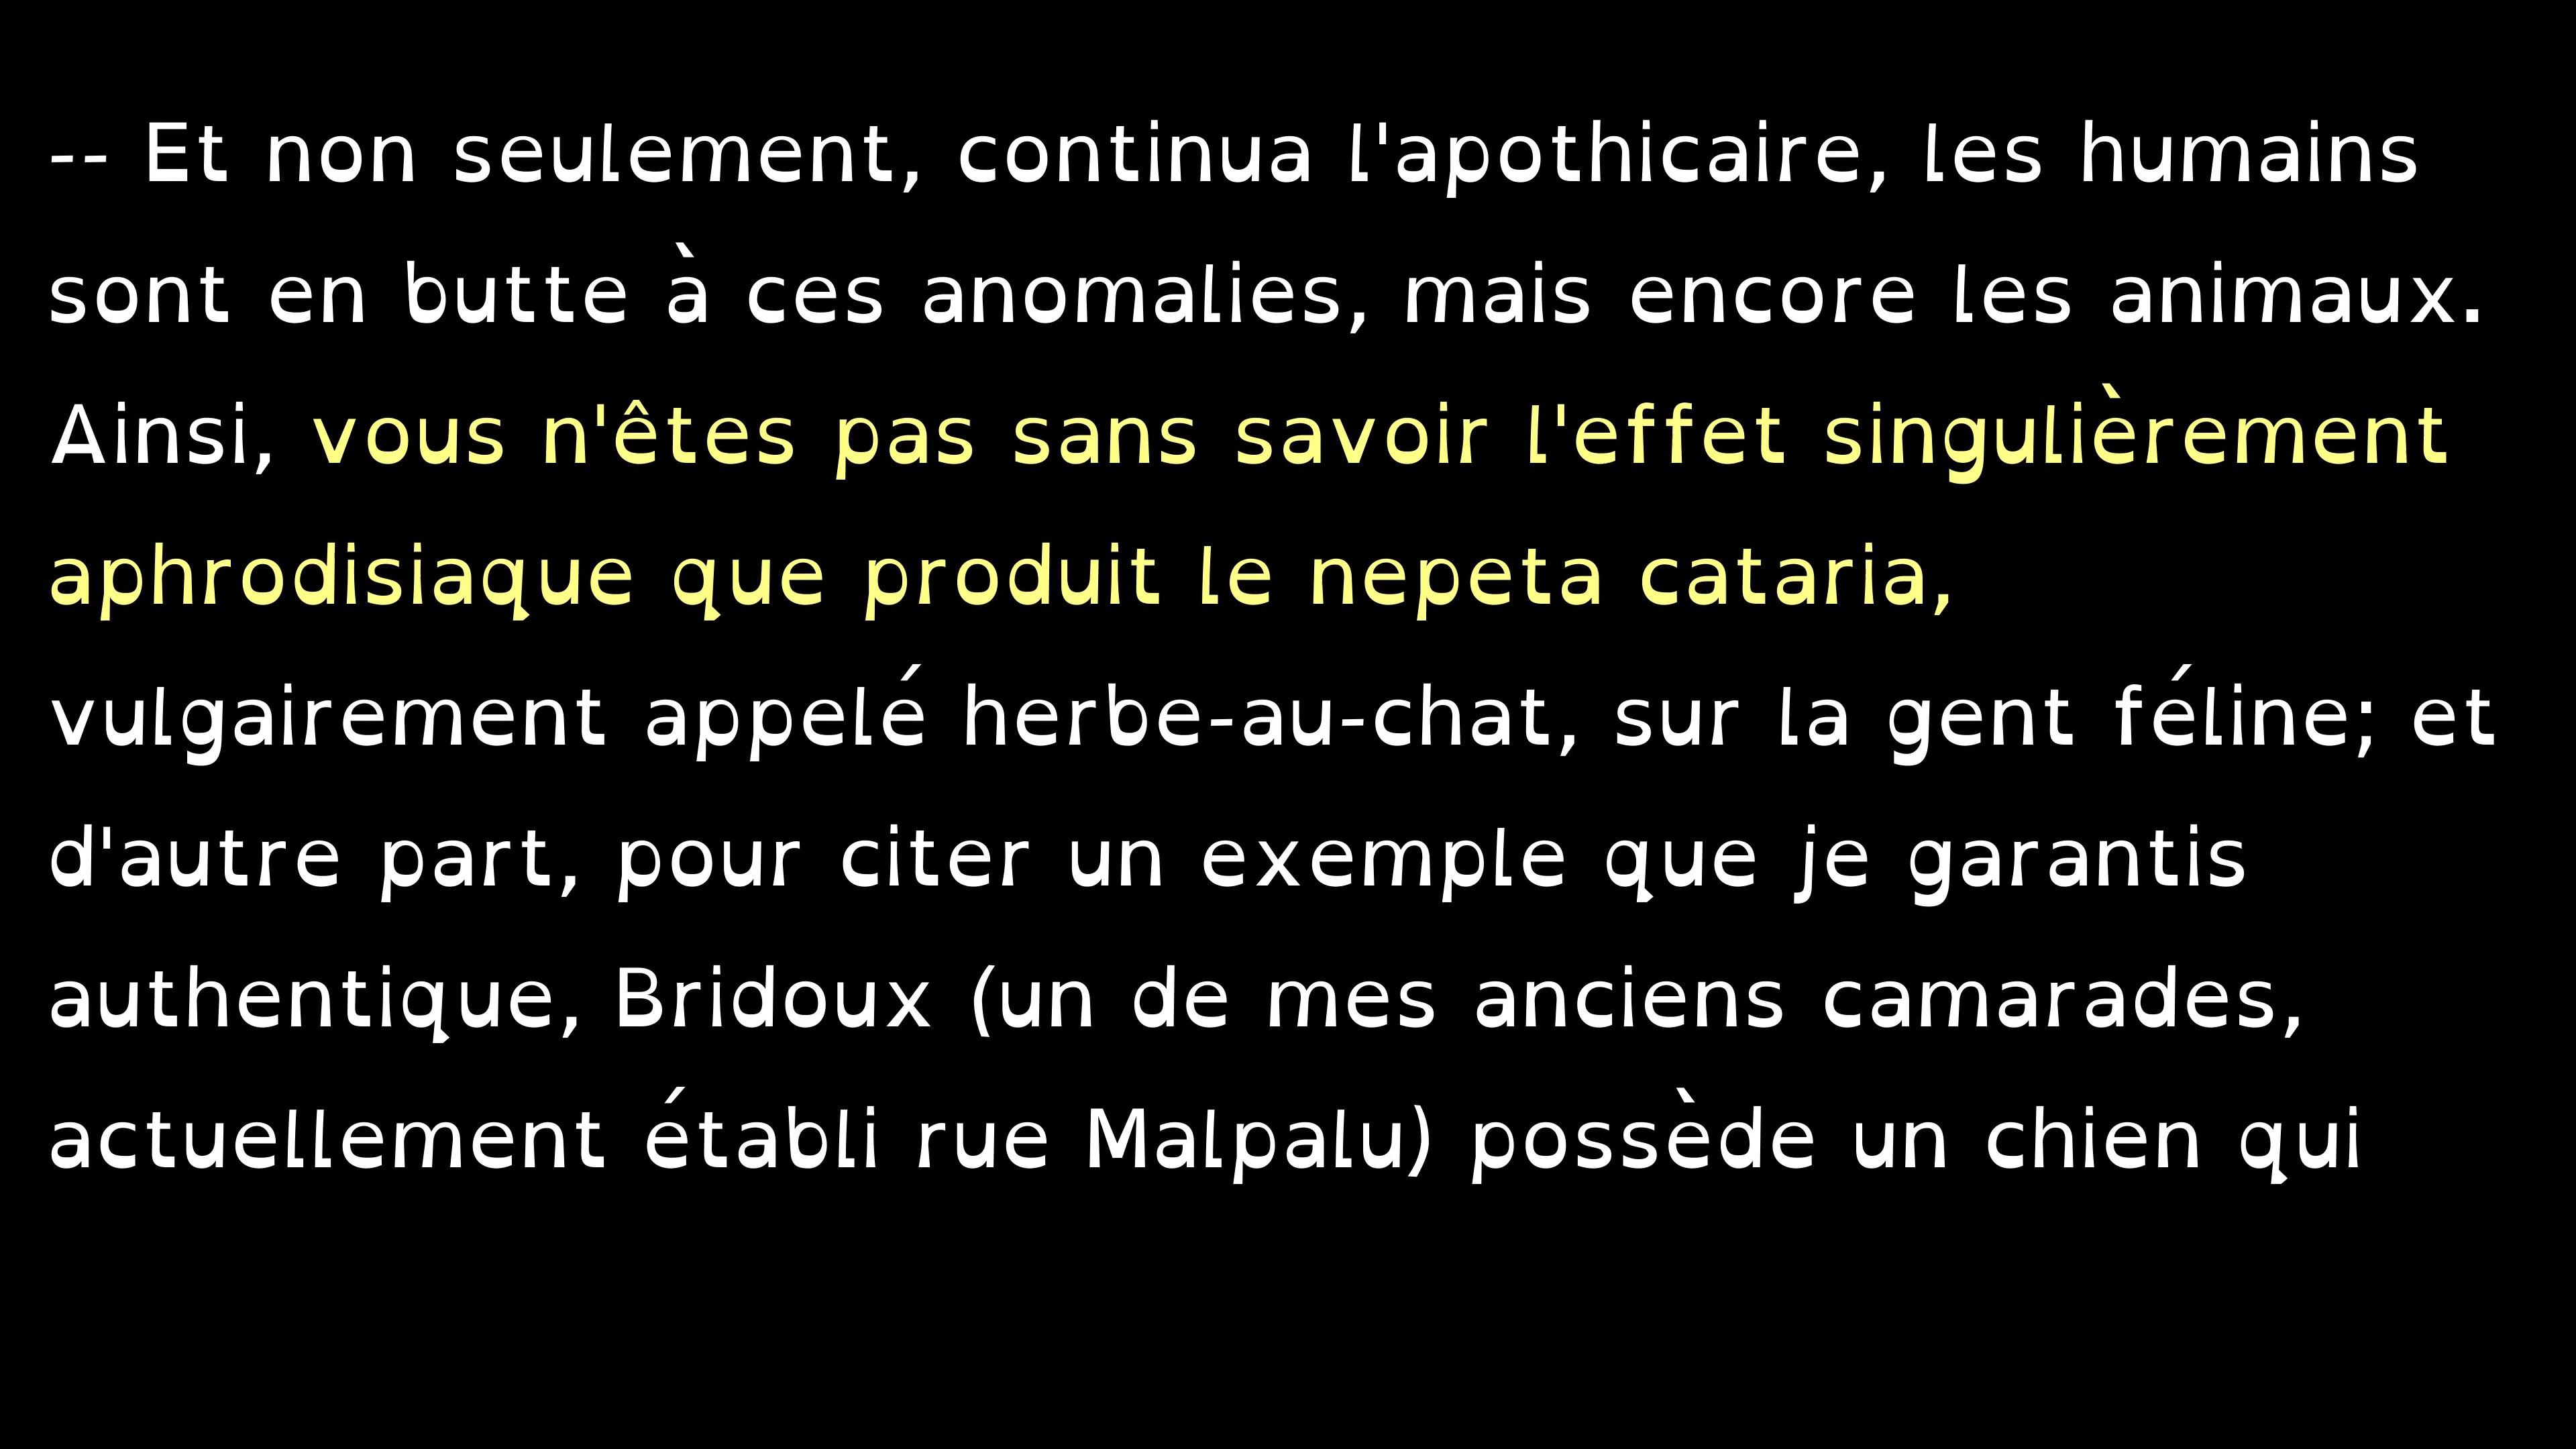 -- Et non seulement, continua l'apothicaire, les humains
sont en butte à ces anomalies, mais encore les animaux.
Ainsi, vous n'êtes pas sans savoir l'effet singulièrement
aphrodisiaque que produit le nepeta cataria,
vulgairement appelé herbe-au-chat, sur la gent féline; et
d'autre part, pour citer un exemple que je garantis
authentique, Bridoux (un de mes anciens camarades,
actuellement établi rue Malpalu) possède un chien qui